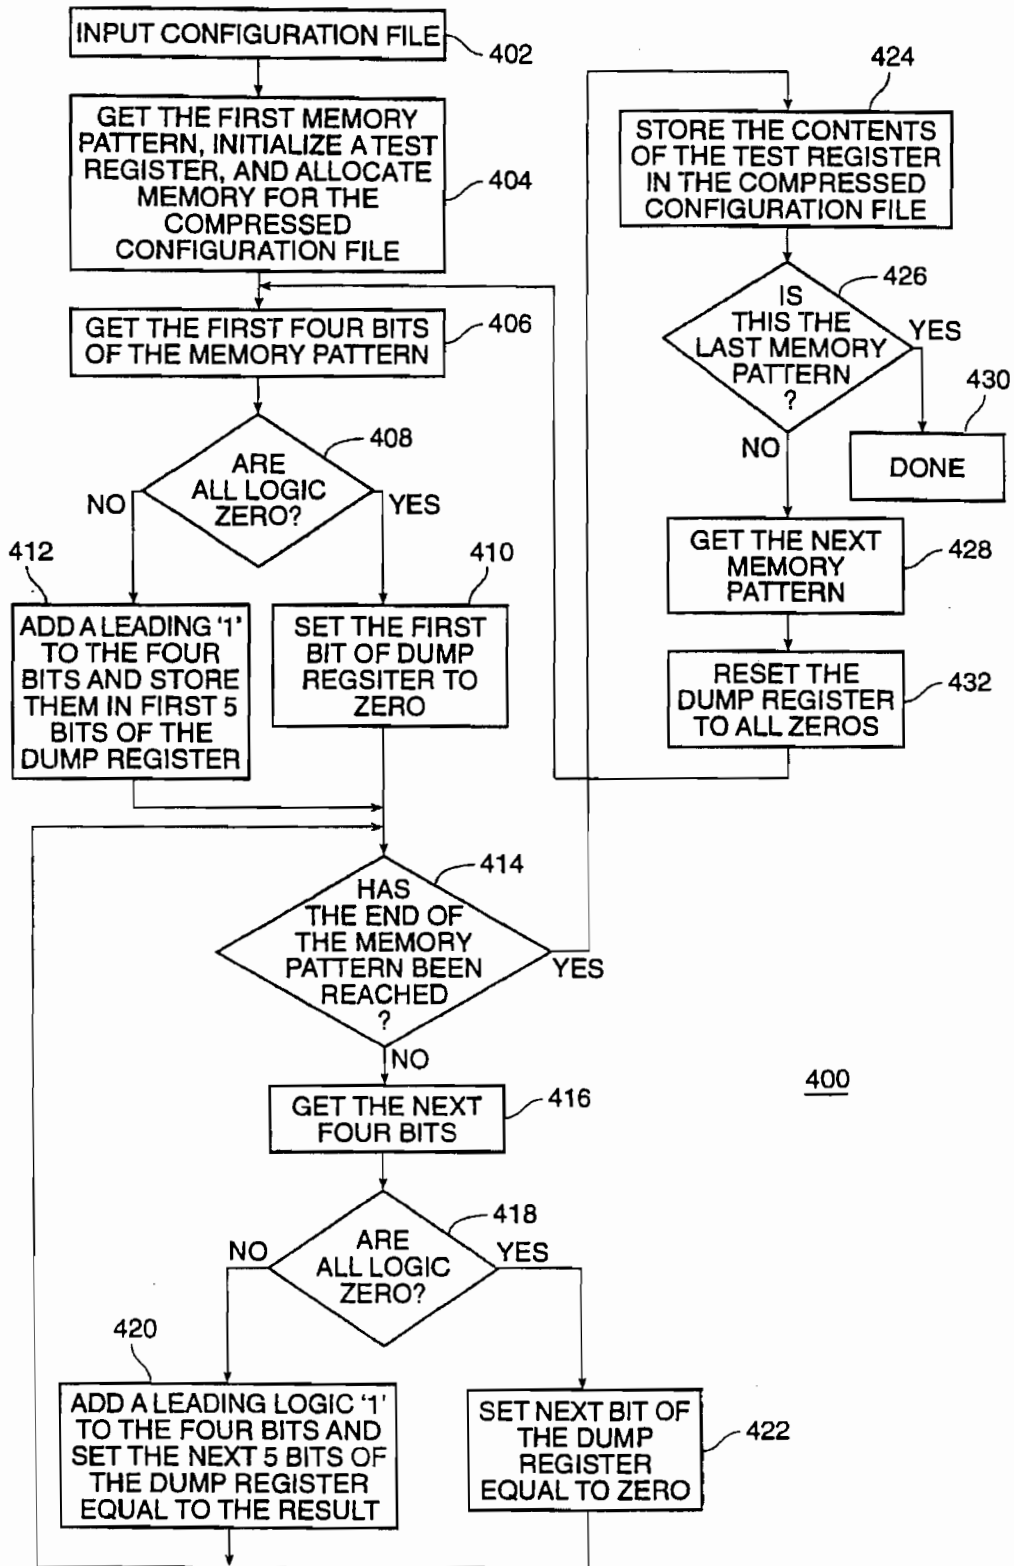 INPUT CONFIGURATION FILE
402
GET THE FIRST MEMORY
PATTERN, INITIALIZE A TEST
REGISTER, AND ALLOCATE
MEMORY FOR THE
COMPRESSED
CONFIGURATION FILE
404
GET THE FIRST FOUR BITS
OF THE MEMORY PATTERN
406
ARE
ALL LOGIC
ZERO?
408
NO
YES
412
ADD A LEADING '1'
TO THE FOUR
BITS AND STORE
THEM IN FIRST 5
BITS OF THE
DUMP REGISTER
410
SET THE FIRST
BIT OF DUMP
REGSITER TO
ZERO
HAS
THE END OF
THE MEMORY
PATTERN BEEN
REACHED
?
414
YES
NO
GET THE NEXT
FOUR BITS
416
ARE
ALL LOGIC
ZERO?
418
NO
YES
420
ADD A LEADING LOGIC '1'
TO THE FOUR BITS AND
SET THE NEXT 5 BITS OF
THE DUMP REGISTER
EQUAL TO THE RESULT
SET NEXT BIT OF
THE DUMP
REGISTER
EQUAL TO ZERO
422
424
STORE THE CONTENTS
OF THE TEST REGISTER
IN THE COMPRESSED
CONFIGURATION FILE
IS
THIS THE
LAST MEMORY
PATTERN
?
426
YES
NO
430
DONE
GET THE NEXT
MEMORY
PATTERN
428
RESET THE
DUMP REGISTER
TO ALL ZEROS
432
400